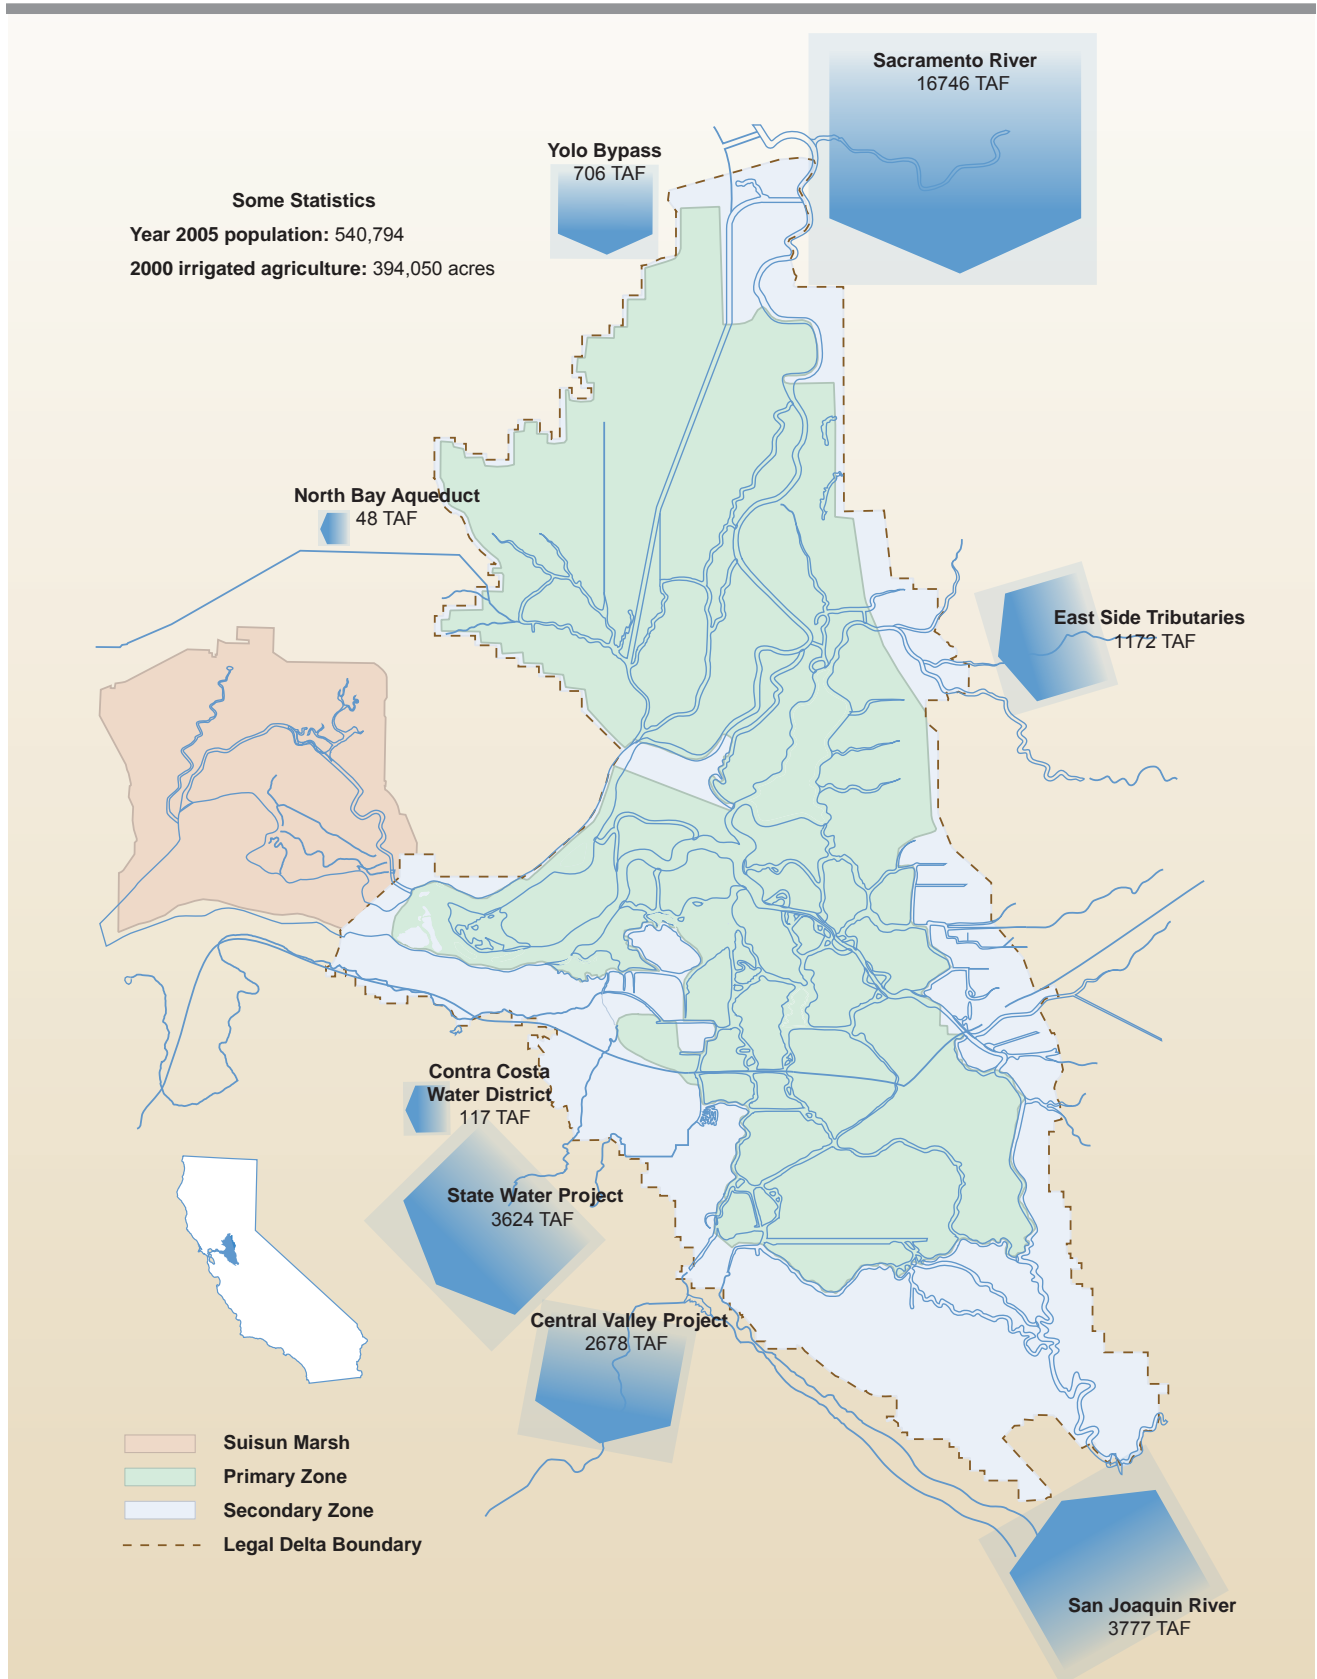 Sacramento River
16746 TAF
Yolo Bypass
706 TAF
Some Statistics
Year 2005 population: 540,794
2000 irrigated agriculture: 394,050 acres
North Bay Aqueduct
48 TAF
East Side Tributaries
1172 TAF
Contra Costa
Water District
117 TAF
State Water Project
3624 TAF
Central Valley Project
2678 TAF
Suisun Marsh
Primary Zone
Secondary Zone
Legal Delta Boundary
San Joaquin River
3777 TAF